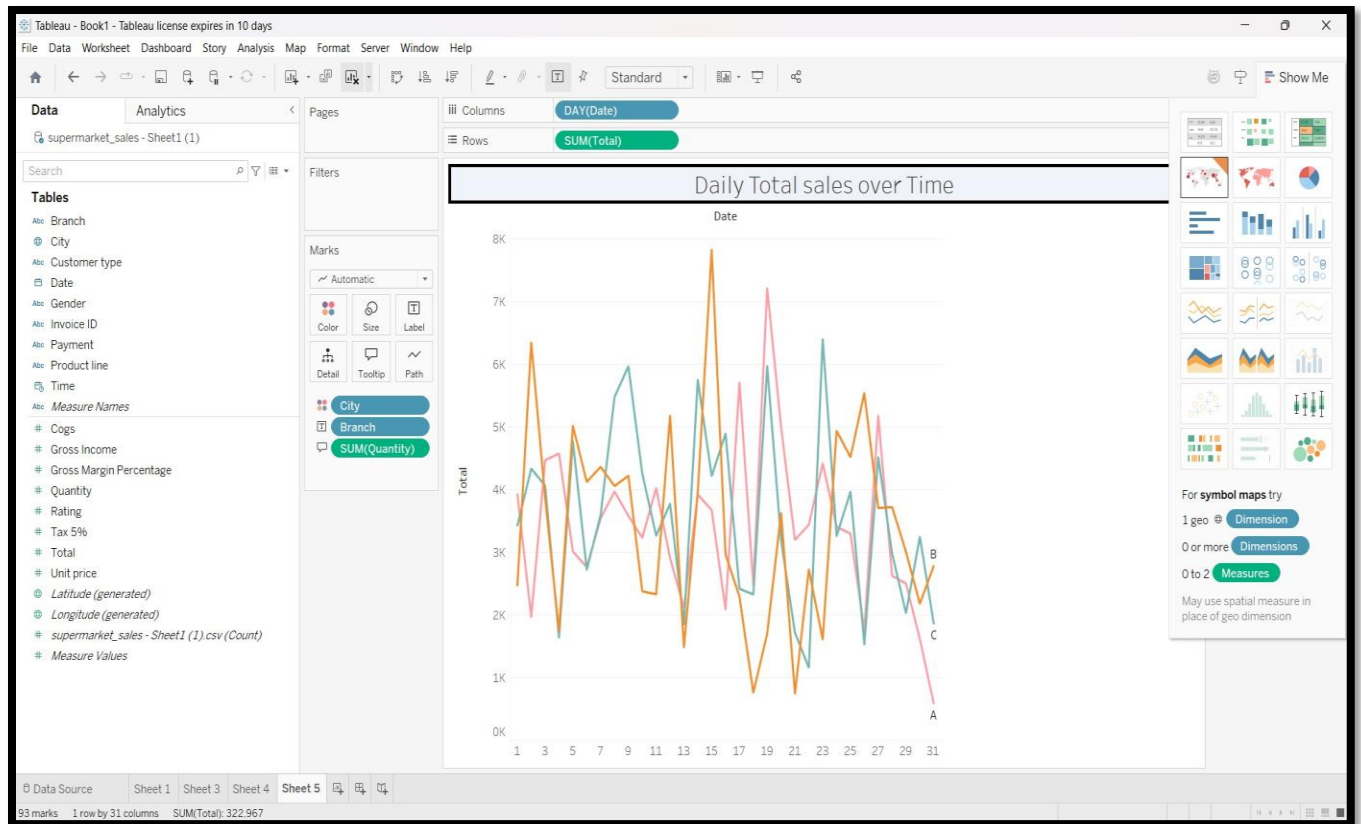 Tableau - Book1 - Tableau license expires in 10 days
File Data Worksheet Dashboard Story Analysis Map Format Server Window Help
Standard
Show Me
Data Analytics
supermarket_sales - Sheet1 (1)
Search
Tables
Abc Branch
City
Abc Customer type
Date
Abc Gender
Abc Invoice ID
Abc Payment
Abc Product line
Time
Abc Measure Names
# Cogs
# Gross Income
# Gross Margin Percentage
# Quantity
# Rating
# Tax 5%
# Total
# Unit price
Latitude (generated)
Longitude (generated)
# supermarket_sales - Sheet1 (1).csv (Count)
# Measure Values
Pages
Filters
Marks
Automatic
Color Size Label
Detail Tooltip Path
City
Branch
SUM(Quantity)
iii Columns DAY(Date)
Rows SUM(Total)
Daily Total sales over Time
Date
8K
7K
6K
5K
4K
3K
2K
1K
0K
Total
B
C
A
1 3 5 7 9 11 13 15 17 19 21 23 25 27 29 31
For symbol maps try
1 geo Dimension
0 or more Dimensions
0 to 2 Measures
May use spatial measure in
place of geo dimension
Data Source Sheet 1 Sheet 3 Sheet 4 Sheet 5
93 marks 1 row by 31 columns SUM(Total): 322,967